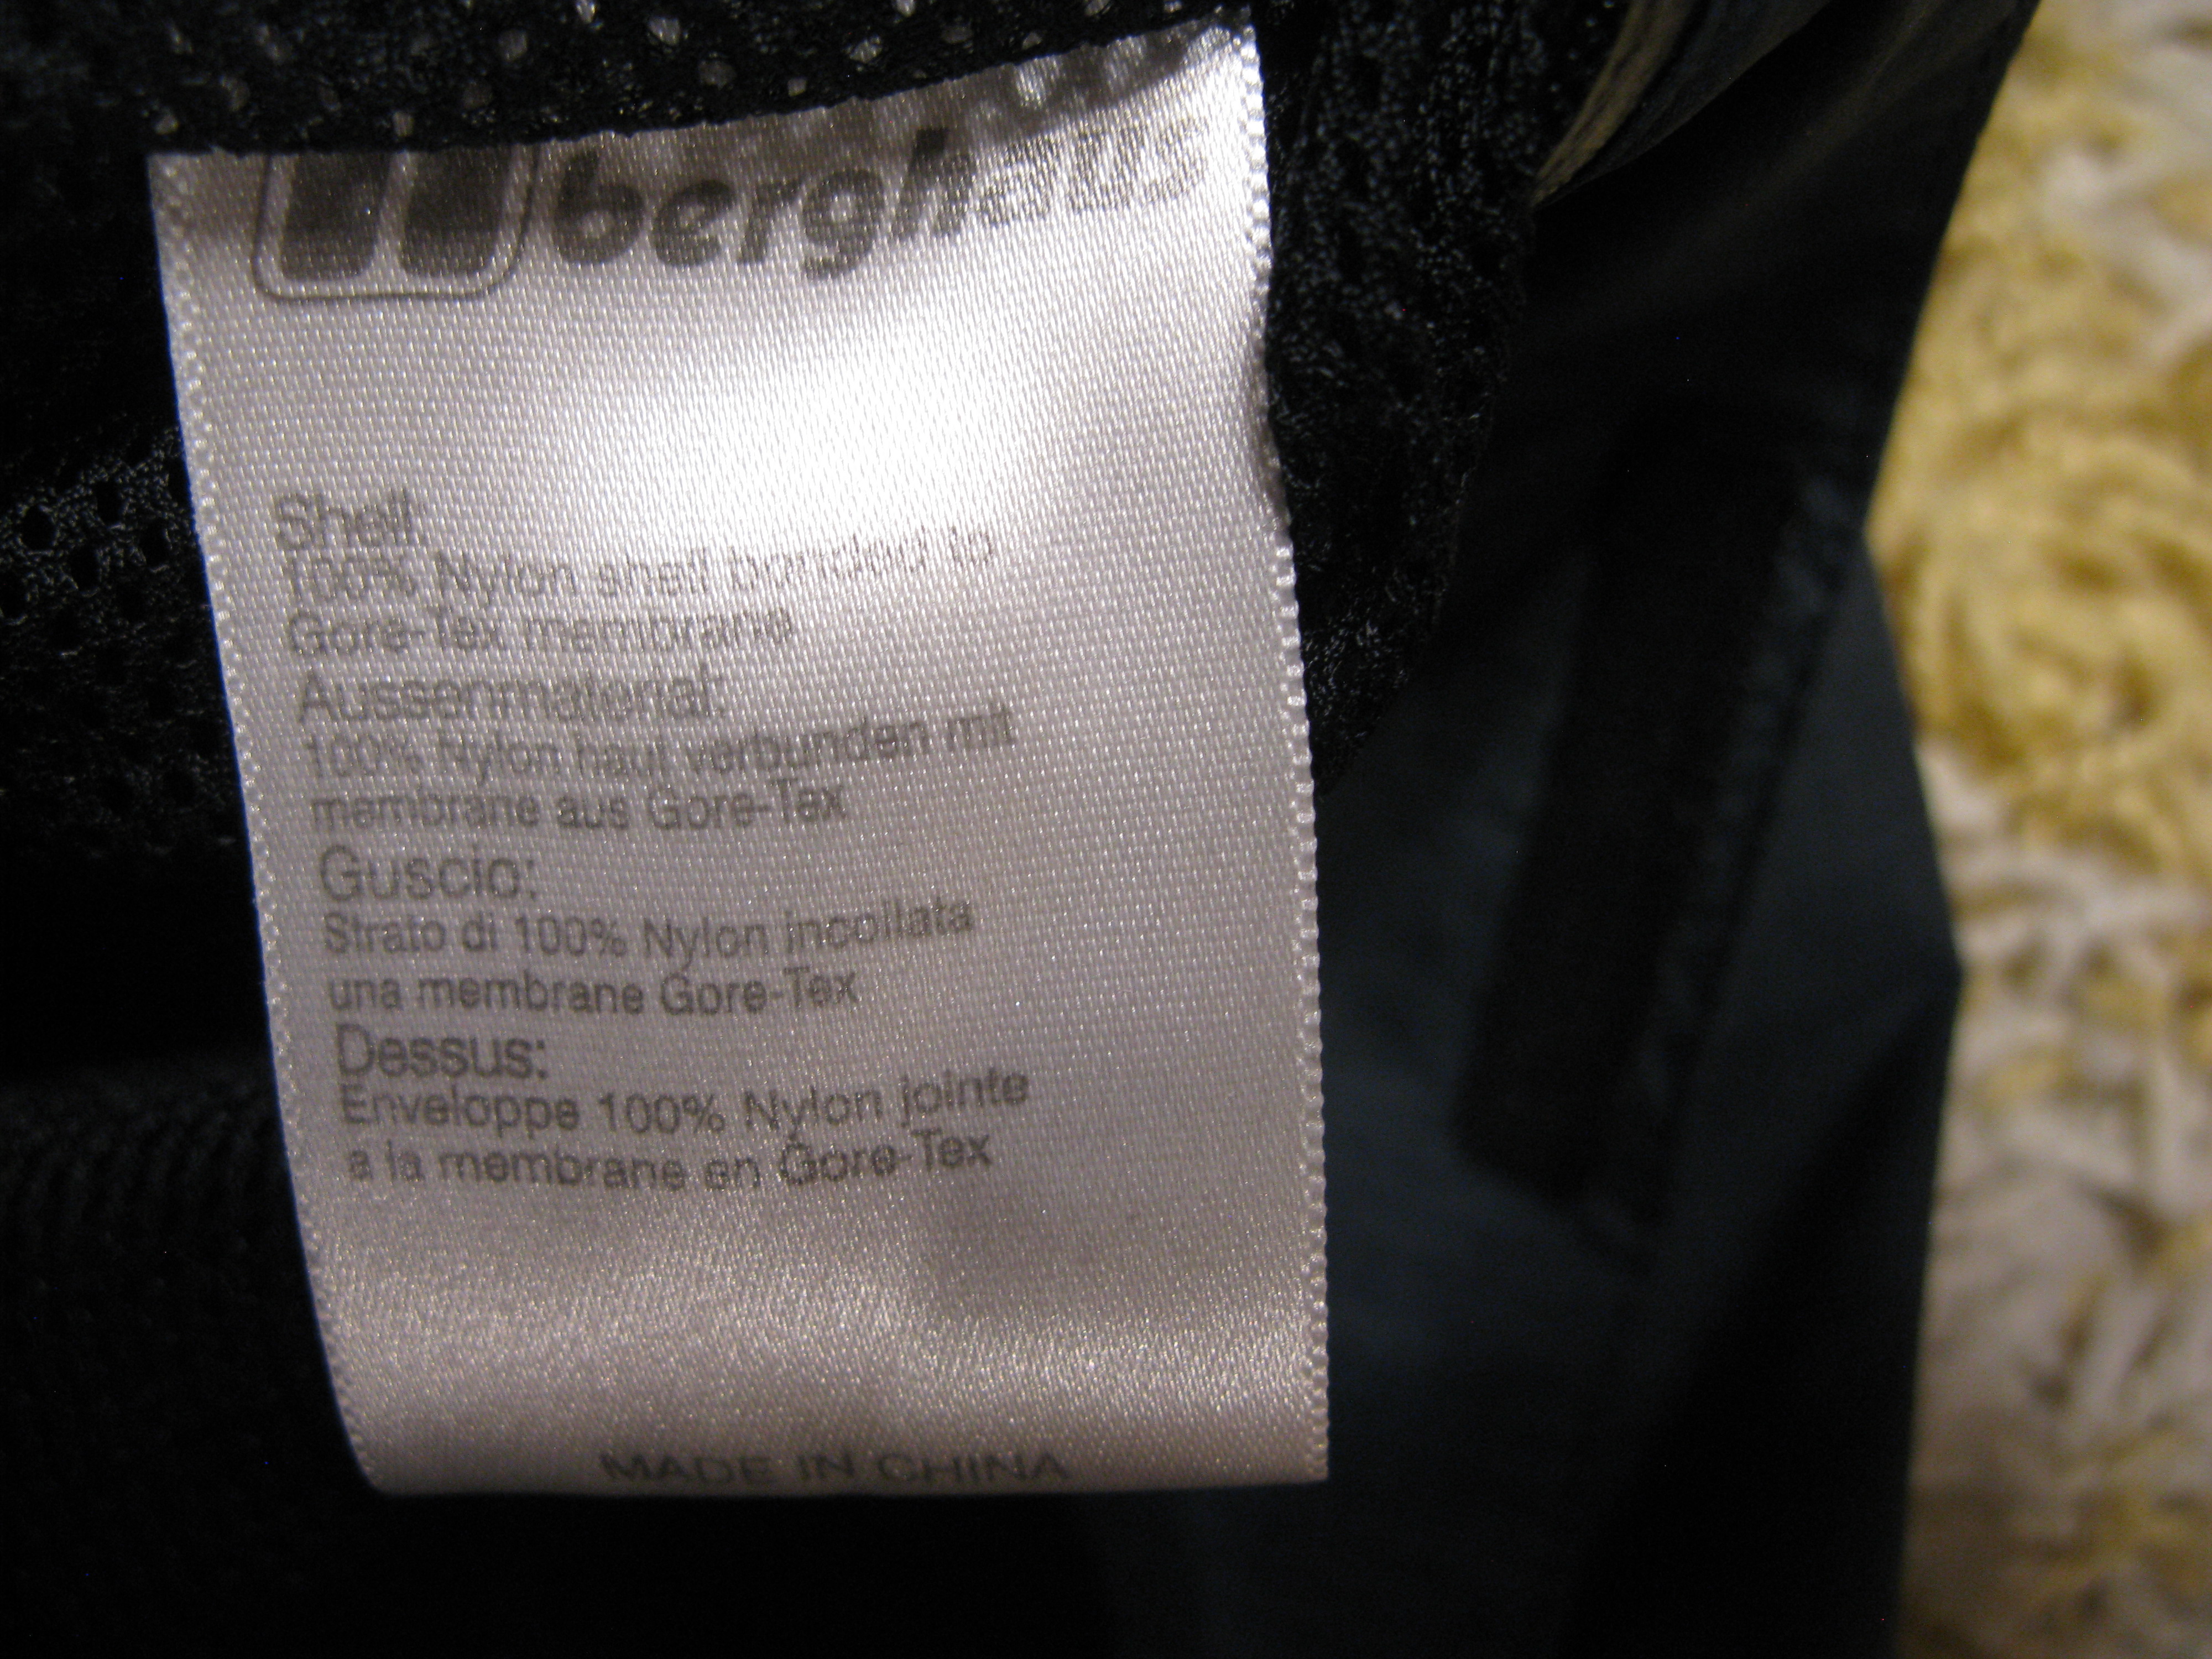 berghaus
Shell
100% Nylon shell bonded to
Gore-Tex membrane
Aussenmaterial:
100% Nylon haut verbunden mit
membrane aus Gore-Tex
Guscio:
Strato di 100% Nylon incollata
una membrane Gore-Tex
Dessus:
Enveloppe 100% Nylon jointe
a la membrane en Gore-Tex
MADE IN CHINA